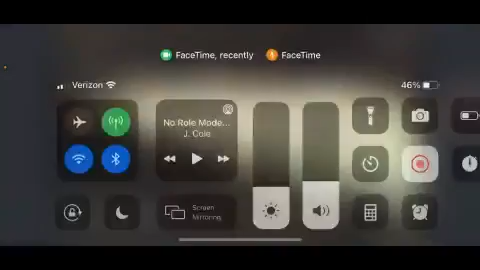 FaceTime, recently FaceTime
Verizon 46%
No Role Mode...
J. Cole
Screen
Mirroring